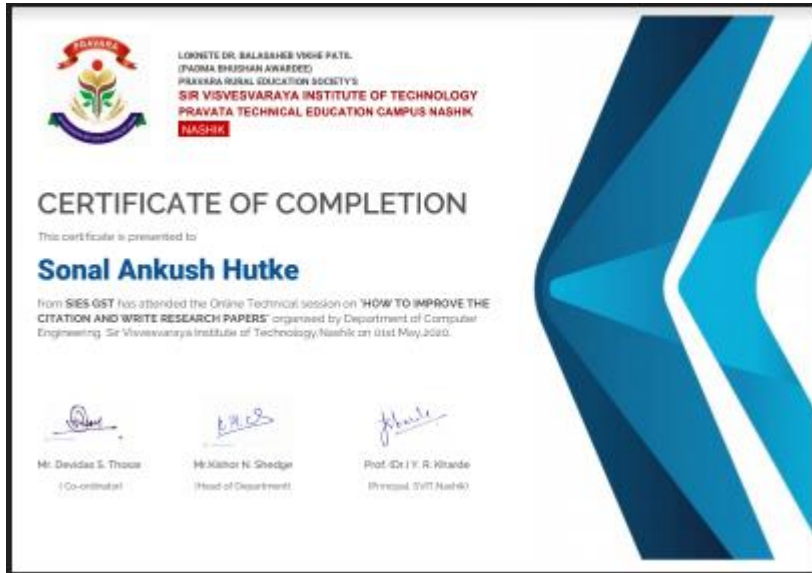 PRAVARA
LOKNETE DR. BALASAHEB VIKHE PATIL
(PADMA BHUSHAN AWARDEE)
PRAVARA RURAL EDUCATION SOCIETY'S
SIR VISVESVARAYA INSTITUTE OF TECHNOLOGY
PRAVATA TECHNICAL EDUCATION CAMPUS NASHIK
NASHIK
CERTIFICATE OF COMPLETION
This certificate is presented to
Sonal Ankush Hutke
from SIES GST has attended the Online Technical session on "HOW TO IMPROVE THE
CITATION AND WRITE RESEARCH PAPERS" organised by Department of Computer
Engineering, Sir Visvesvaraya Institute of Technology,Nashik on 01st May,2020.
Mr. Devidas S. Thosar
(Co-ordinator)
Mr.Kishor N. Shedge
(Head of Department)
Prof. (Dr.) Y. R. Kharde
(Principal, SVIT,Nashik)